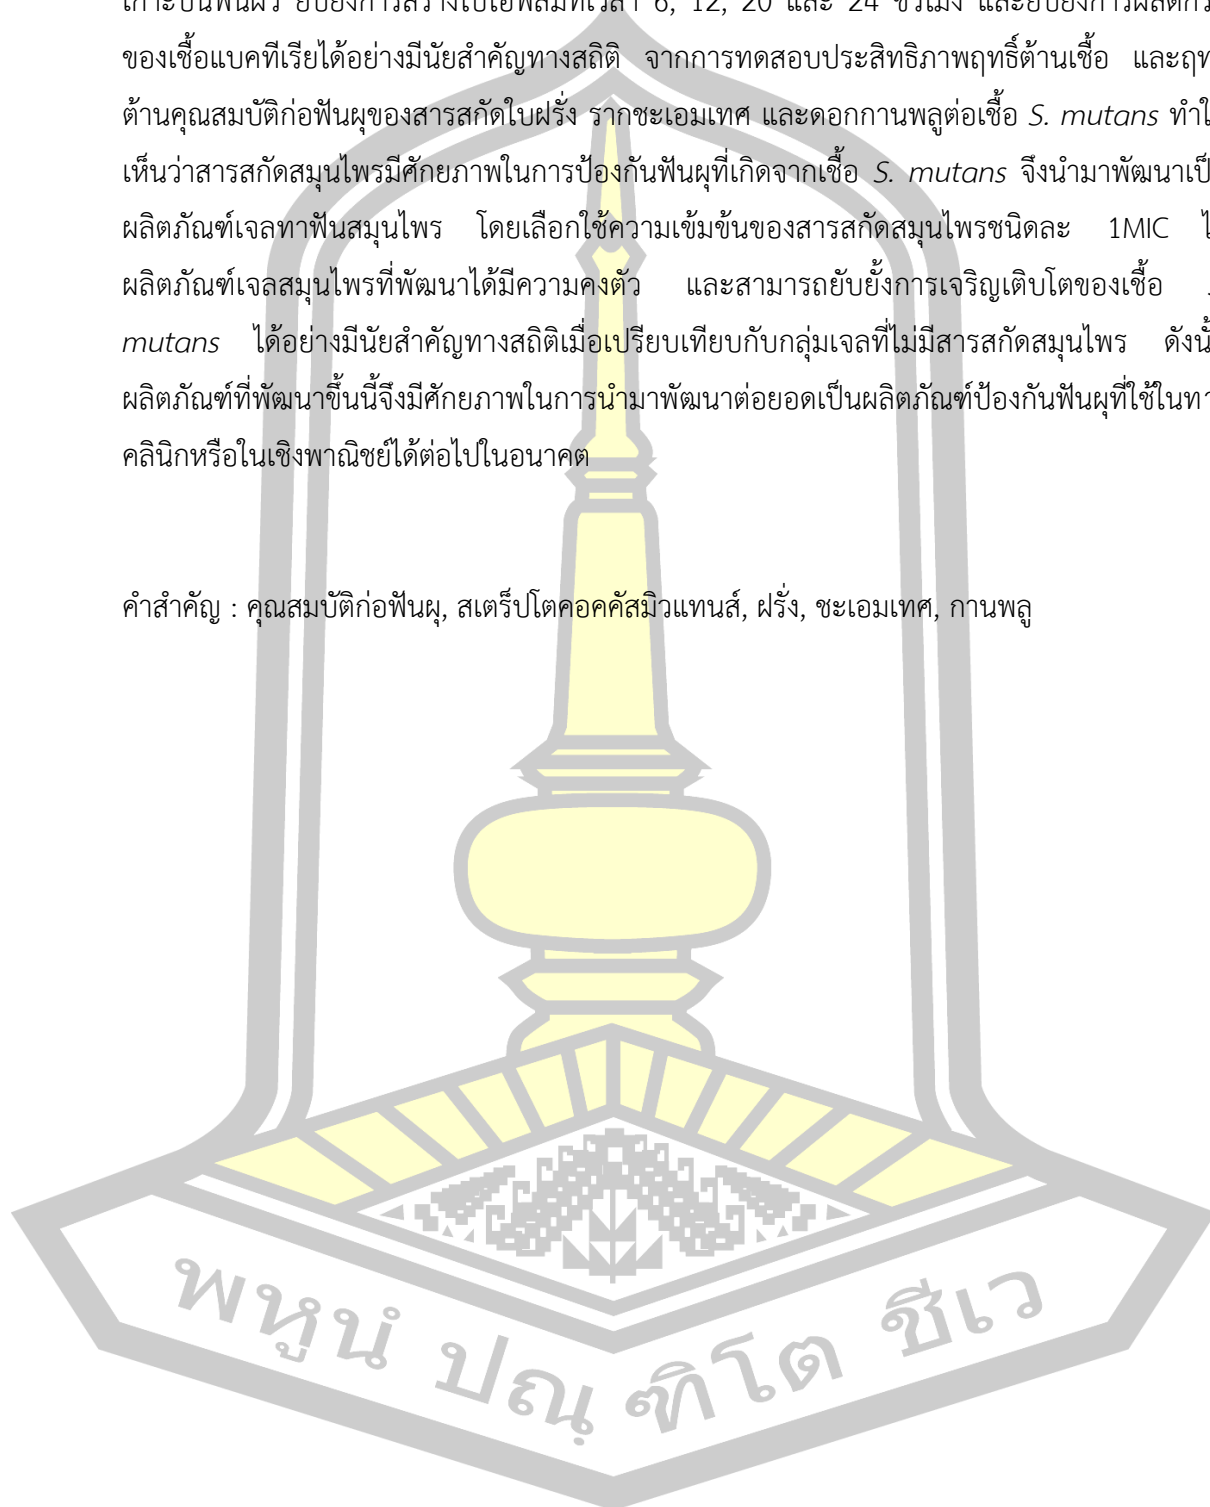 เกาะบนพื้นผิว ยับยั้งการสร้างไบโอฟิล์มที่เวลา 6, 12, 20 และ 24 ชั่วโมง และยับยั้งการผลิตกร
ของเชื้อแบคทีเรียได้อย่างมีนัยสำคัญทางสถิติ จากการทดสอบประสิทธิภาพฤทธิ์ต้านเชื้อ และฤท
ต้านคุณสมบัติก่อฟันผุของสารสกัดใบฝรั่ง รากชะเอมเทศ และดอกกานพลูต่อเชื้อ S. mutans ทำใ
เห็นว่าสารสกัดสมุนไพรมีศักยภาพในการป้องกันฟันผุที่เกิดจากเชื้อ S. mutans จึงนำมาพัฒนาเป็
ผลิตภัณฑ์เจลทาฟันสมุนไพร โดยเลือกใช้ความเข้มข้นของสารสกัดสมุนไพรชนิดละ 1MIC ไ
ผลิตภัณฑ์เจลสมุนไพรที่พัฒนาได้มีความคงตัว และสามารถยับยั้งการเจริญเติบโตของเชื้อ
mutans ได้อย่างมีนัยสำคัญทางสถิติเมื่อเปรียบเทียบกับกลุ่มเจลที่ไม่มีสารสกัดสมุนไพร ดังนั้
ผลิตภัณฑ์ที่พัฒนาขึ้นนี้จึงมีศักยภาพในการนำมาพัฒนาต่อยอดเป็นผลิตภัณฑ์ป้องกันฟันผุที่ใช้ในทา
คลินิกหรือในเชิงพาณิชย์ได้ต่อไปในอนาคต
คำสำคัญ : คุณสมบัติก่อฟันผุ, สเตร็ปโตคอคคัสมิวแทนส์, ฝรั่ง, ชะเอมเทศ, กานพลู
พหูนํ ปณฺฑิโต ชีเว